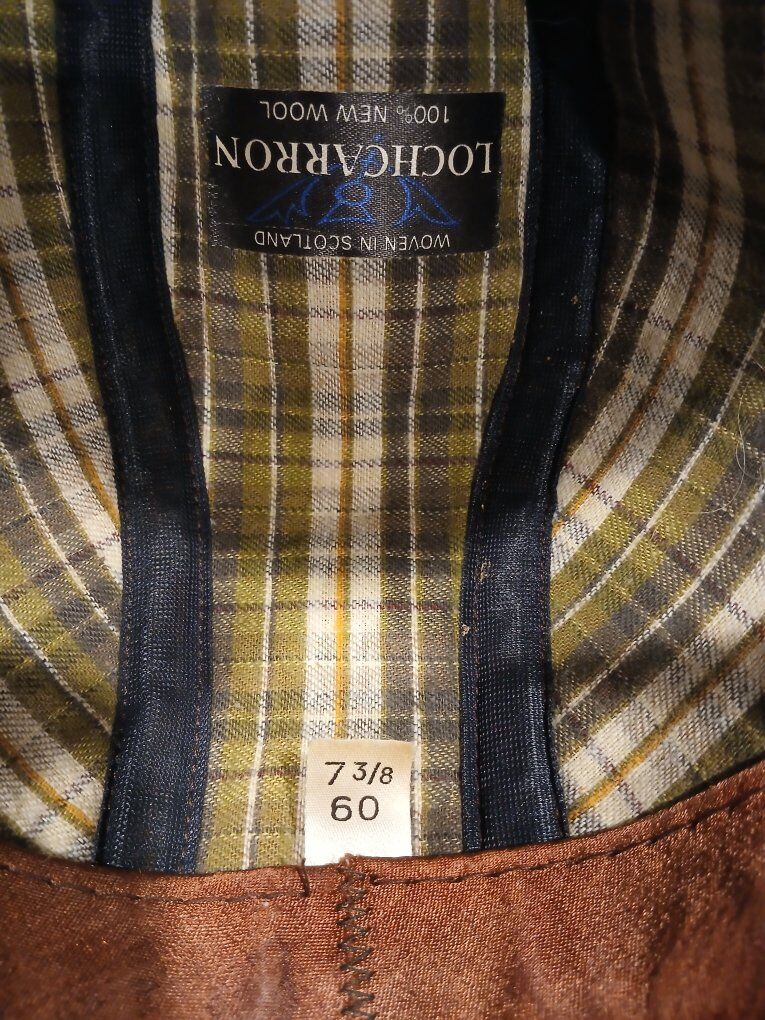 WOVEN IN SCOTLAND
LOCHCARRON
100% NEW WOOL
7 3/8
60